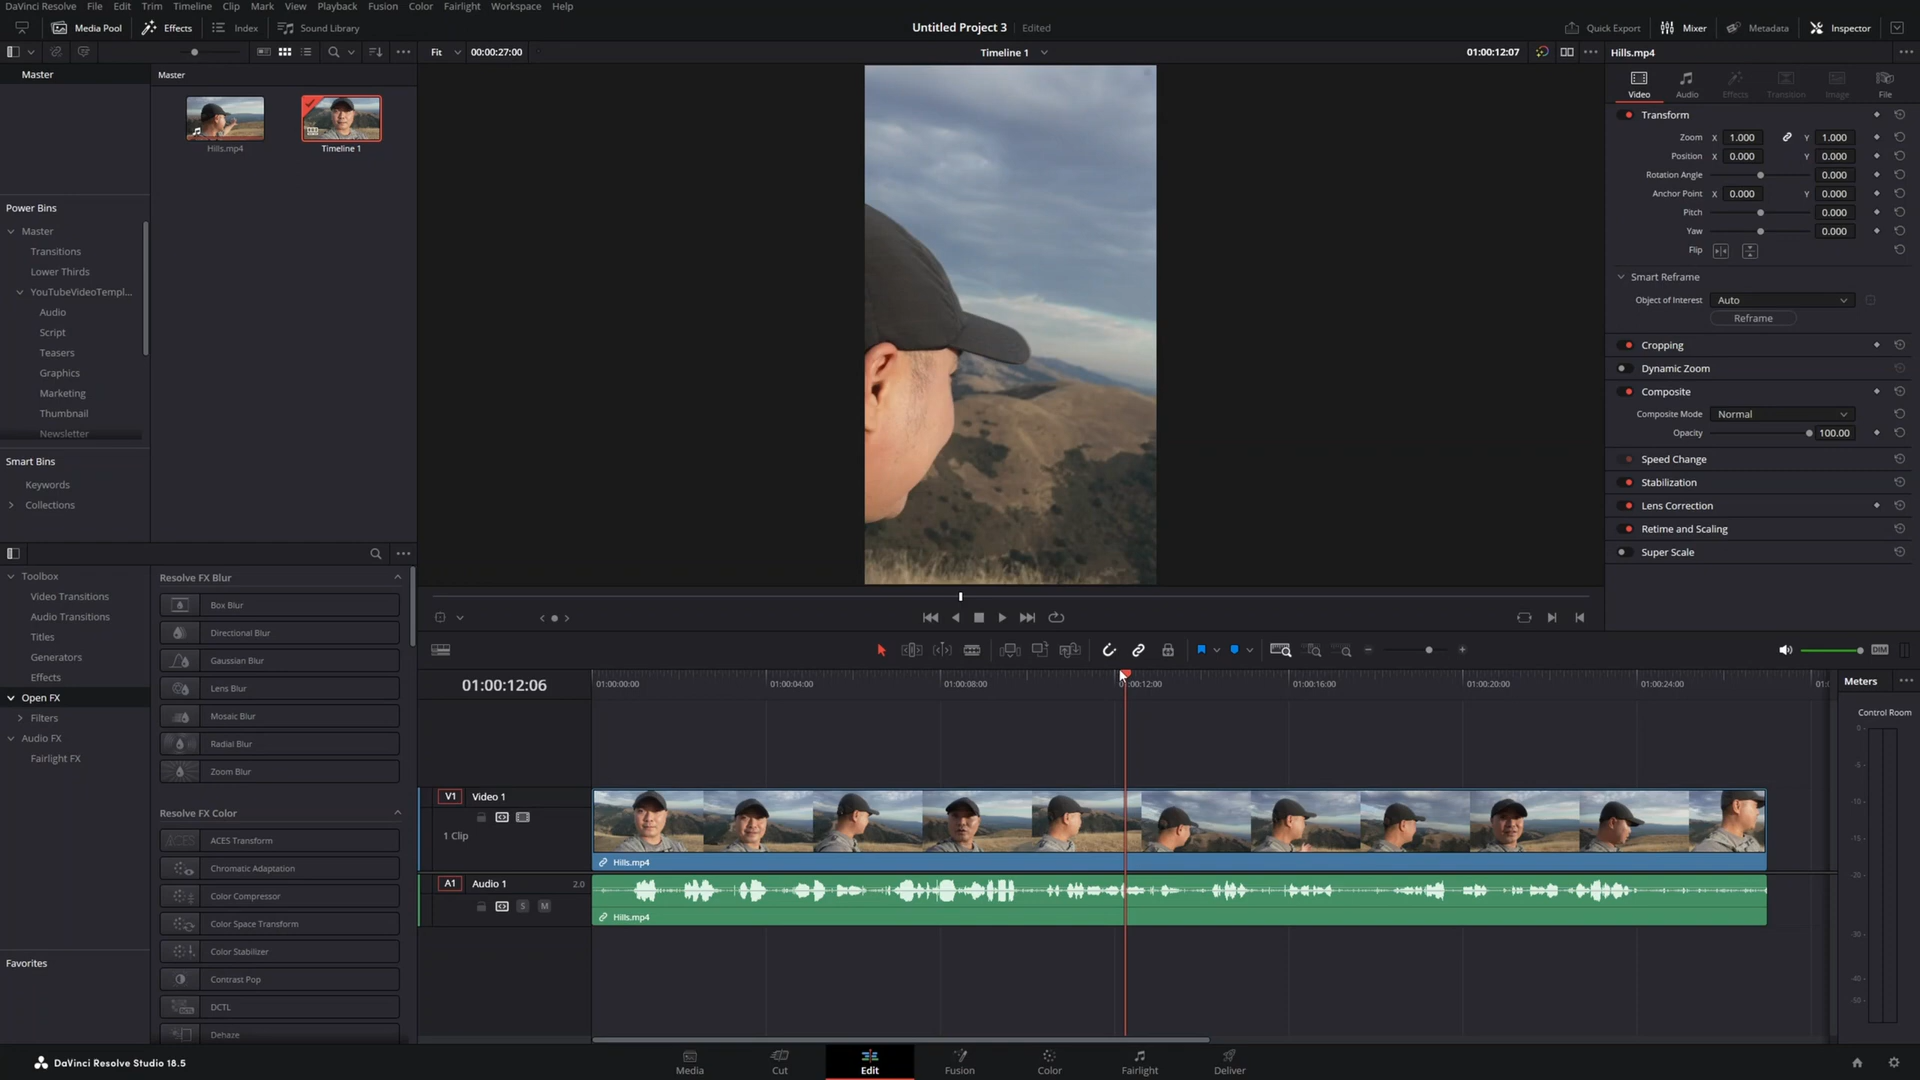 DaVinci Resolve File Edit Trim Timeline Clip Mark View Playback Fusion Color Fairlight Workspace Help
Media Pool Effects Index Sound Library
Untitled Project 3 Edited
Quick Export Mixer Metadata Inspector
Fit 00:00:27:00
Timeline 1
01:00:12:07
Hills.mp4
Master
Master
Hills.mp4
Timeline 1
Power Bins
Master
Transitions
Lower Thirds
YouTubeVideoTempl...
Audio
Script
Teasers
Graphics
Marketing
Thumbnail
Newsletter
Smart Bins
Keywords
Collections
Video Audio Effects Transition Image File
Transform
Zoom X 1.000 Y 1.000
Position X 0.000 Y 0.000
Rotation Angle 0.000
Anchor Point X 0.000 Y 0.000
Pitch 0.000
Yaw 0.000
Flip
Smart Reframe
Object of Interest Auto
Reframe
Cropping
Dynamic Zoom
Composite
Composite Mode Normal
Opacity 100.00
Speed Change
Stabilization
Lens Correction
Retime and Scaling
Super Scale
Toolbox
Video Transitions
Audio Transitions
Titles
Generators
Effects
Open FX
Filters
Audio FX
Fairlight FX
Favorites
Resolve FX Blur
Box Blur
Directional Blur
Gaussian Blur
Lens Blur
Mosaic Blur
Radial Blur
Zoom Blur
Resolve FX Color
ACES Transform
Chromatic Adaptation
Color Compressor
Color Space Transform
Color Stabilizer
Contrast Pop
DCTL
Dehaze
DIM
01:00:12:06
01:00:00:00 01:00:04:00 01:00:08:00 01:00:12:00 01:00:16:00 01:00:20:00 01:00:24:00
V1 Video 1
1 Clip
Hills.mp4
A1 Audio 1 2.0
S M
Hills.mp4
Meters
Control Room
0
-5
-10
-15
-20
-30
-40
-50
DaVinci Resolve Studio 18.5
Media Cut Edit Fusion Color Fairlight Deliver